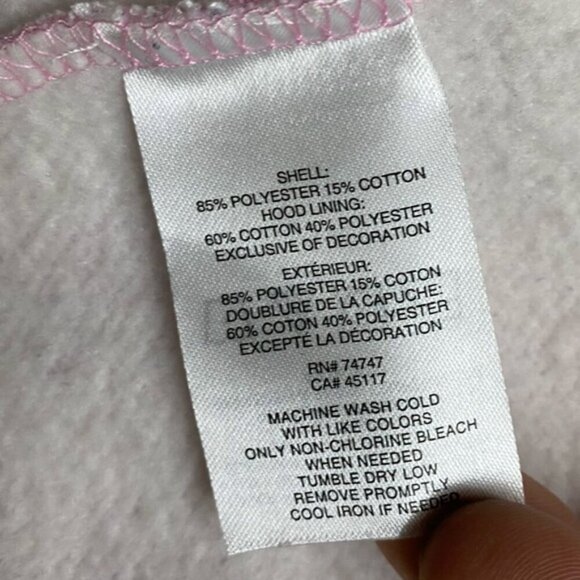 SHELL:
85% POLYESTER 15% COTTON
HOOD LINING:
60% COTTON 40% POLYESTER
EXCLUSIVE OF DECORATION
EXTÉRIEUR:
85% POLYESTER 15% COTON
DOUBLURE DE LA CAPUCHE:
60% COTON 40% POLYESTER
EXCEPTÉ LA DÉCORATION
RN# 74747
CA# 45117
MACHINE WASH COLD
WITH LIKE COLORS
ONLY NON-CHLORINE BLEACH
WHEN NEEDED
TUMBLE DRY LOW
REMOVE PROMPTLY
COOL IRON IF NEEDED